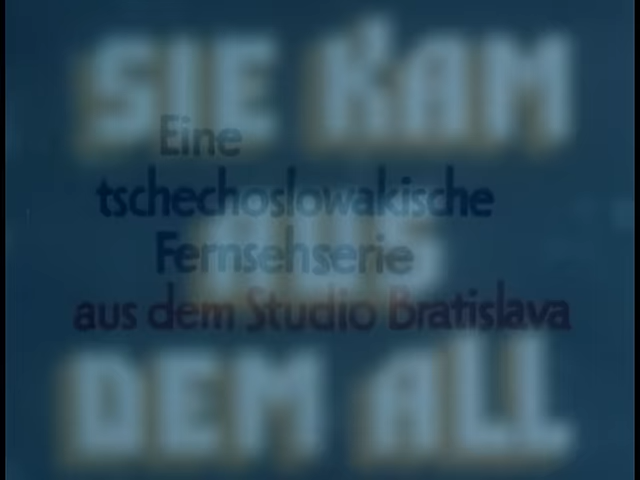 SIE KAM
Eine
tschechoslowakische
AUS
Fernsehserie
aus dem Studio Bratislava
DEM ALL